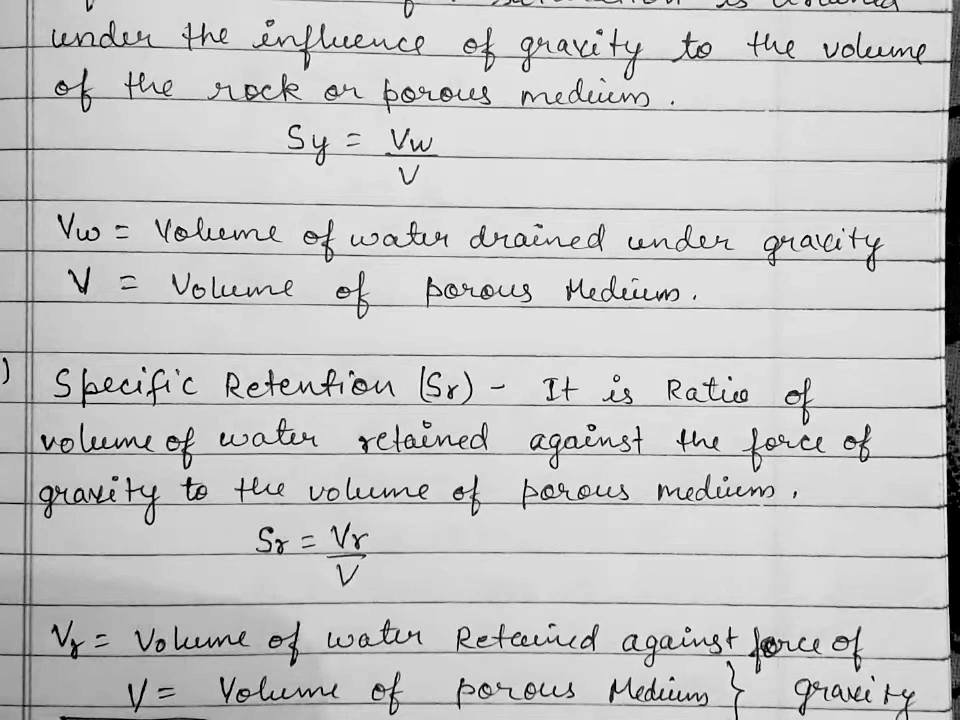 is
under the influence of gravity to the volume
of the rock or porous medium.
Sy = Vw
V
Vw = Volume of water drained under gravity
V = Volume of porous Medium.
) Specific Retention (Sr) - It is Ratio of
volume of water retained against the force of
gravity to the volume of porous medium,
Sr = Vr
V
Vr = Volume of water Retained against force of
V = Volume of porous Medium } gravity